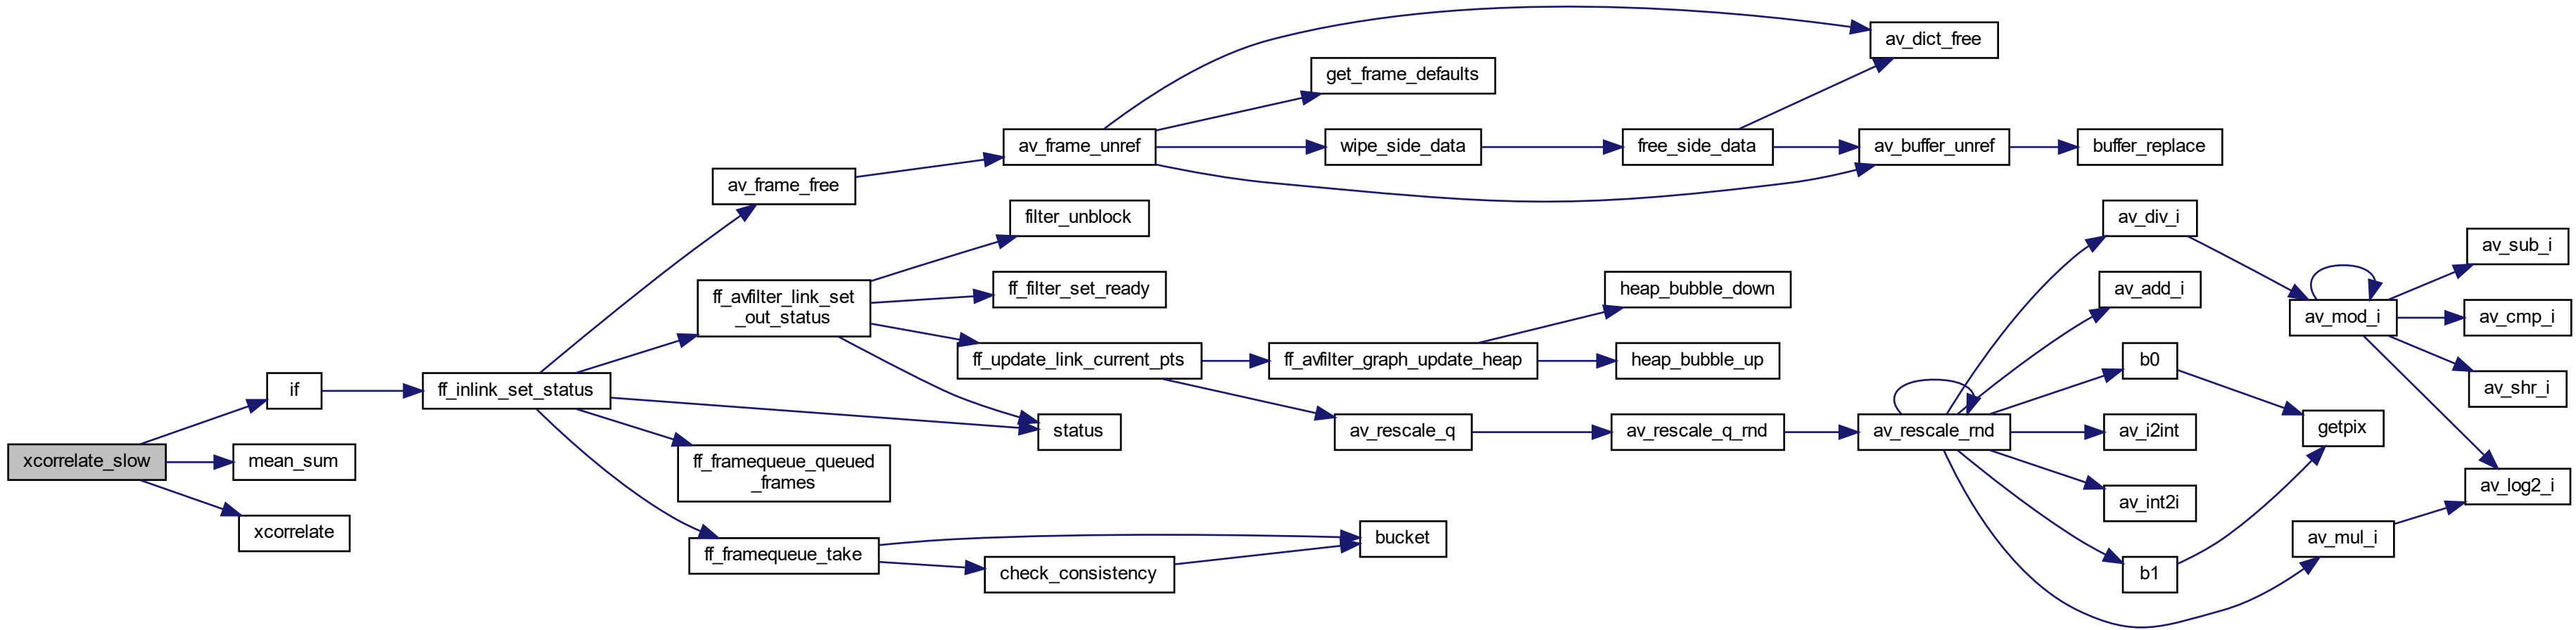 xcorrelate_slow
if
mean_sum
xcorrelate
ff_inlink_set_status
av_frame_free
ff_avfilter_link_set
_out_status
ff_framequeue_queued
_frames
ff_framequeue_take
av_frame_unref
filter_unblock
ff_filter_set_ready
ff_update_link_current_pts
status
check_consistency
bucket
get_frame_defaults
wipe_side_data
ff_avfilter_graph_update_heap
av_rescale_q
free_side_data
heap_bubble_down
heap_bubble_up
av_rescale_q_rnd
av_dict_free
av_buffer_unref
av_rescale_rnd
buffer_replace
av_div_i
av_add_i
b0
av_i2int
av_int2i
b1
av_mod_i
getpix
av_mul_i
av_sub_i
av_cmp_i
av_shr_i
av_log2_i